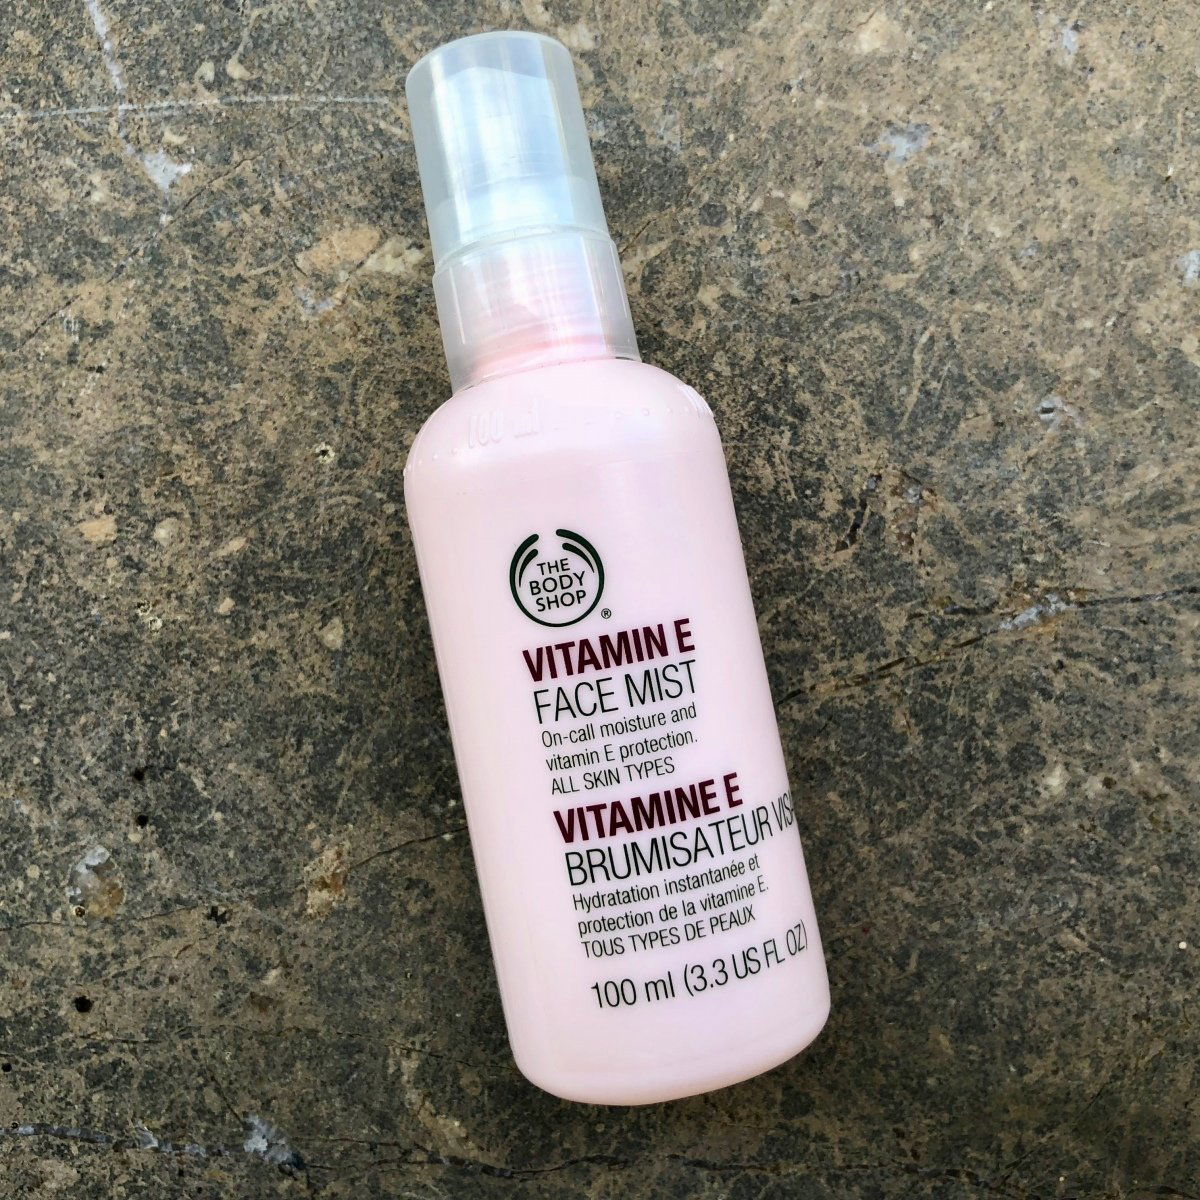 100 ml
THE
BODY
SHOP
®
VITAMIN E
FACE MIST
On-call moisture and
vitamin E protection.
ALL SKIN TYPES
VITAMINE E
BRUMISATEUR
Hydratation instantanée et
protection de la vitamine E.
TOUS TYPES DE PEAUX
100 ml (3.3 US FL OZ)